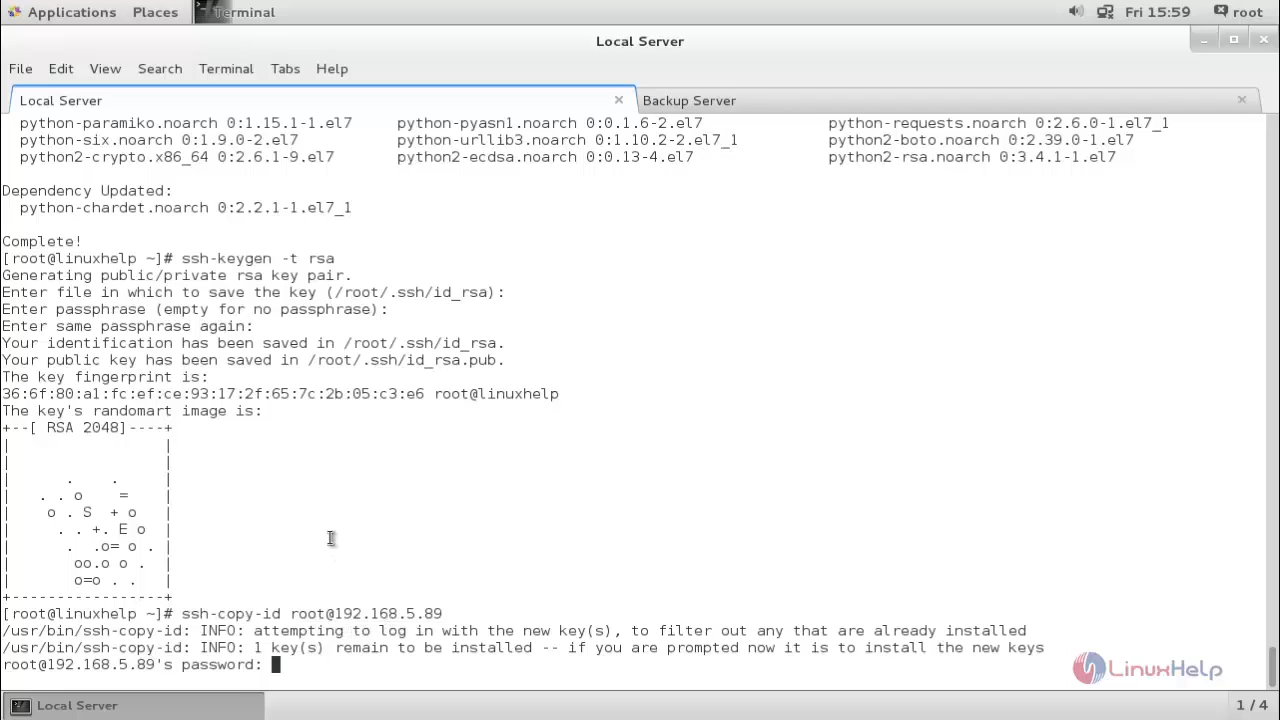 Applications Places Terminal Fri 15:59 root
Local Server
File Edit View Search Terminal Tabs Help
Local Server Backup Server
python-paramiko.noarch 0:1.15.1-1.el7 python-pyasn1.noarch 0:0.1.6-2.el7 python-requests.noarch 0:2.6.0-1.el7_1
python-six.noarch 0:1.9.0-2.el7 python-urllib3.noarch 0:1.10.2-2.el7_1 python2-boto.noarch 0:2.39.0-1.el7
python2-crypto.x86_64 0:2.6.1-9.el7 python2-ecdsa.noarch 0:0.13-4.el7 python2-rsa.noarch 0:3.4.1-1.el7
Dependency Updated:
python-chardet.noarch 0:2.2.1-1.el7_1
Complete!
[root@linuxhelp ~]# ssh-keygen -t rsa
Generating public/private rsa key pair.
Enter file in which to save the key (/root/.ssh/id_rsa):
Enter passphrase (empty for no passphrase):
Enter same passphrase again:
Your identification has been saved in /root/.ssh/id_rsa.
Your public key has been saved in /root/.ssh/id_rsa.pub.
The key fingerprint is:
36:6f:80:a1:fc:ef:ce:93:17:2f:65:7c:2b:05:c3:e6 root@linuxhelp
The key's randomart image is:
+--[ RSA 2048]----+
|                 |
|                 |
|      .    .     |
|   . . o    =    |
|    o . S  + o   |
|     . . +. E o  |
|      .  .o= o . |
|       oo.o o .  |
|       o=o . .   |
+-----------------+
[root@linuxhelp ~]# ssh-copy-id root@192.168.5.89
/usr/bin/ssh-copy-id: INFO: attempting to log in with the new key(s), to filter out any that are already installed
/usr/bin/ssh-copy-id: INFO: 1 key(s) remain to be installed -- if you are prompted now it is to install the new keys
root@192.168.5.89's password:
LinuxHelp
Local Server 1 / 4